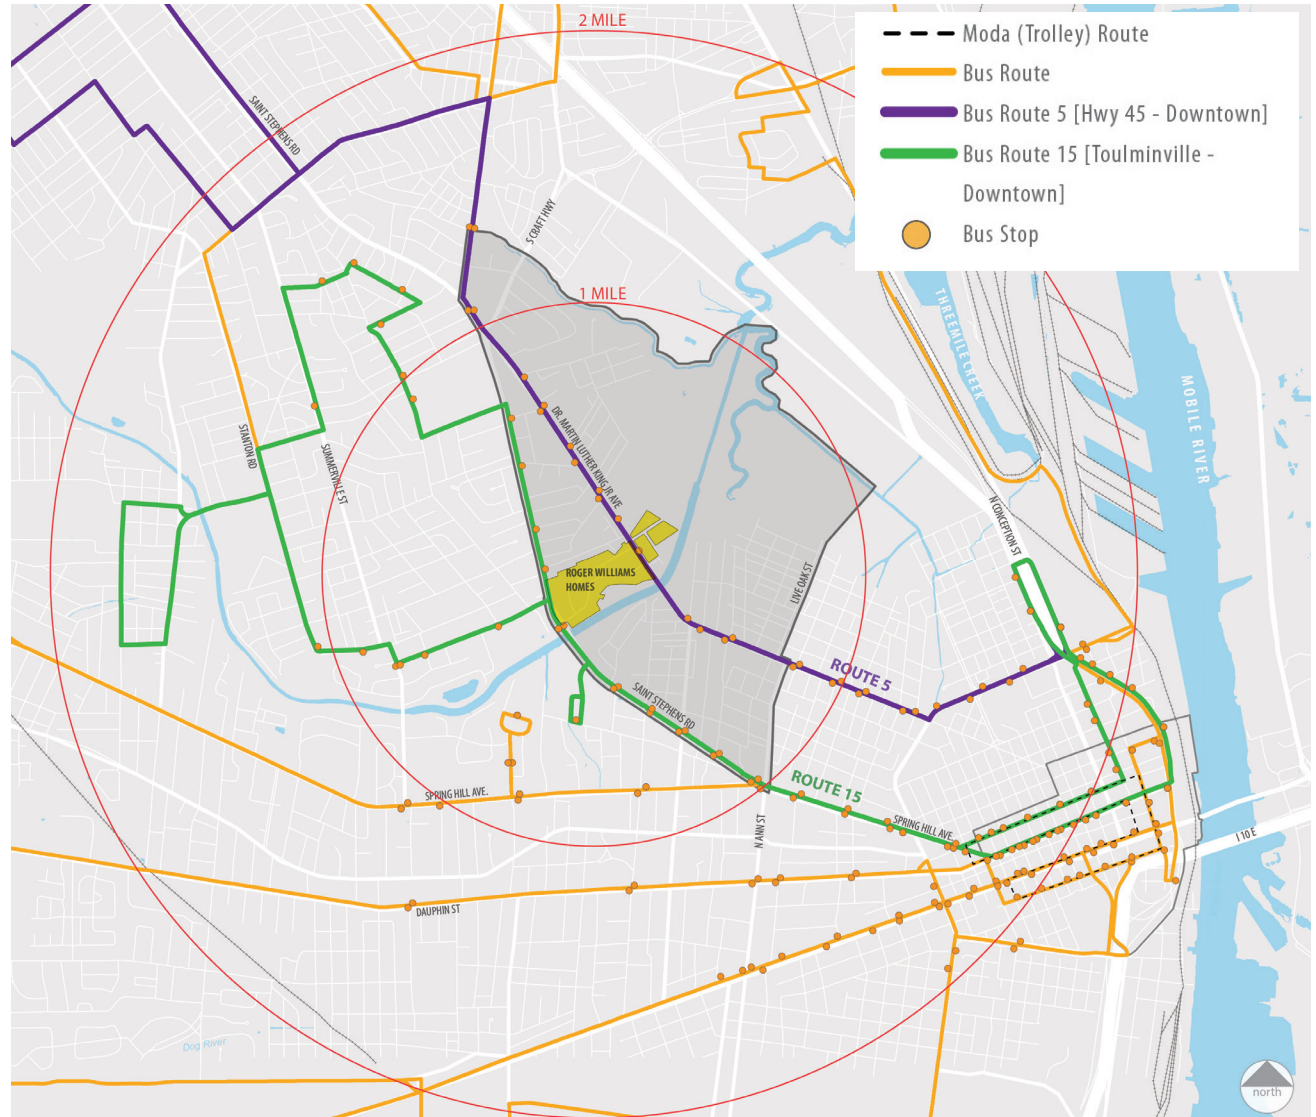 2 MILE
Moda (Trolley) Route
Bus Route
Bus Route 5 [Hwy 45 - Downtown]
Bus Route 15 [Toulminville -
Downtown]
Bus Stop
SAINT STEPHENS RD
S CRAFT HWY
1 MILE
THREEMILE CREEK
MOBILE RIVER
STANTON RD
SUMMERVILLE ST
DR. MARTIN LUTHER KING JR AVE
N CONCEPTION ST
ROGER WILLIAMS
HOMES
LIVE OAK ST
ROUTE 5
SAINT STEPHENS RD
ROUTE 15
SPRING HILL AVE.
SPRING HILL AVE.
N ANN ST
I 10 E
DAUPHIN ST
Dog River
north